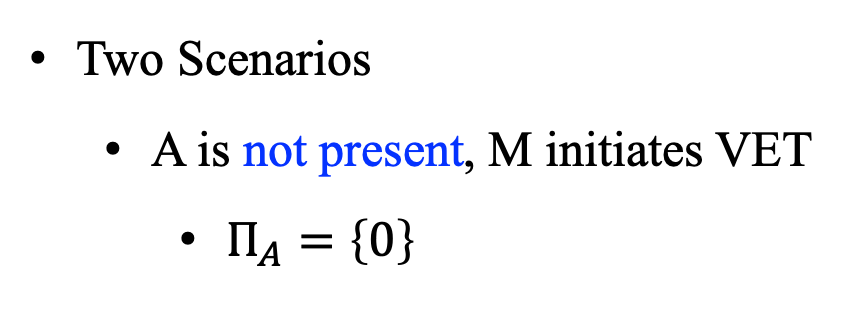 • Two Scenarios
• A is not present, M initiates VET
• Π_A = {0}